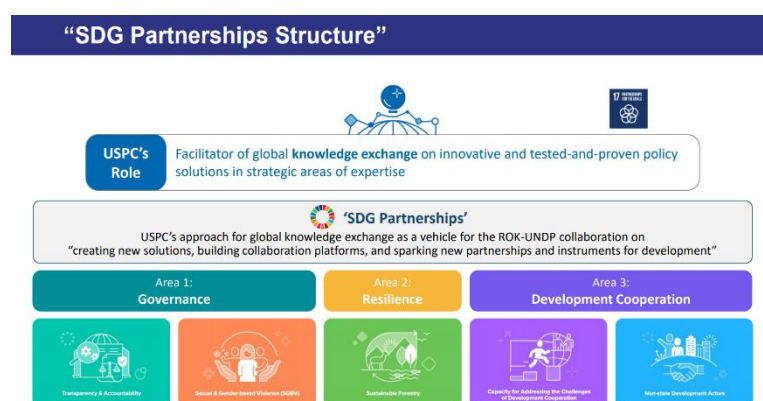 “SDG Partnerships Structure”
17 PARTNERSHIPS
FOR THE GOALS
USPC’s
Role
Facilitator of global knowledge exchange on innovative and tested-and-proven policy
solutions in strategic areas of expertise
‘SDG Partnerships’
USPC’s approach for global knowledge exchange as a vehicle for the ROK-UNDP collaboration on
“creating new solutions, building collaboration platforms, and sparking new partnerships and instruments for development”
Area 1:
Governance
Area 2:
Resilience
Area 3:
Development Cooperation
Transparency & Accountability
Sexual & Gender-based Violence (SGBV)
Sustainable Forestry
Capacity for Addressing the Challenges
of Development Cooperation
Non-state Development Actors